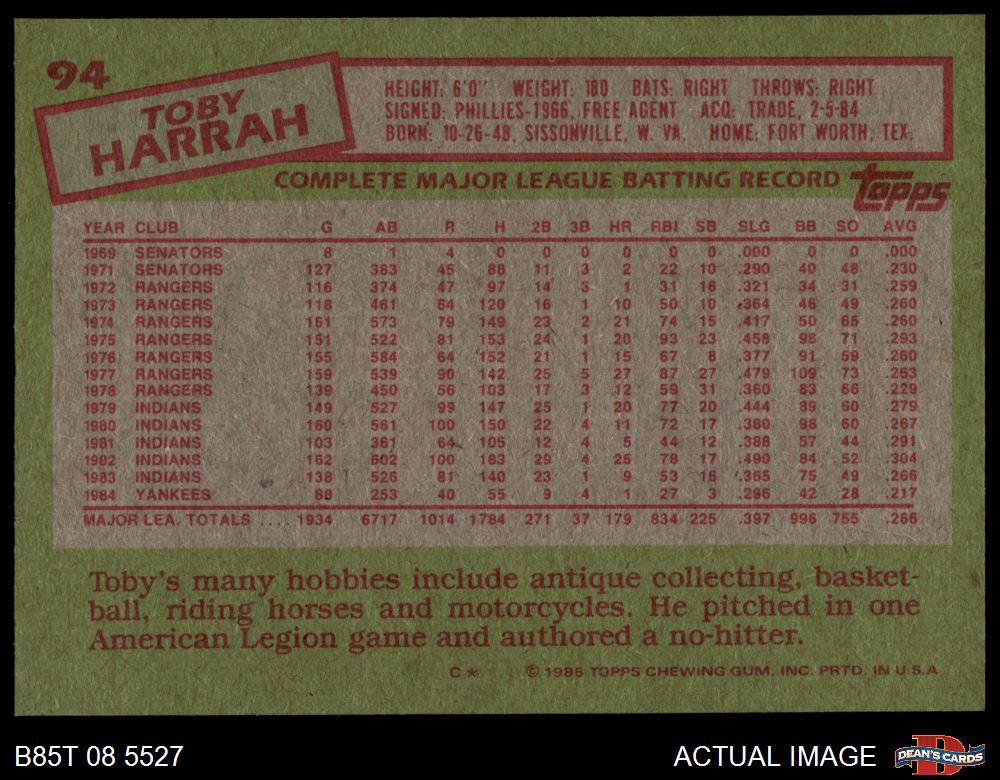 94
TOBY
HARRAH
HEIGHT: 6'0" WEIGHT: 180 BATS: RIGHT THROWS: RIGHT
SIGNED: PHILLIES-1966, FREE AGENT ACQ: TRADE, 2-5-84
BORN: 10-26-48, SISSONVILLE, W. VA. HOME: FORT WORTH, TEX.
COMPLETE MAJOR LEAGUE BATTING RECORD topps
YEAR CLUB G AB R H 2B 3B HR RBI SB SLG BB SO AVG
1969 SENATORS 8 1 4 0 0 0 0 0 0 .000 0 0 .000
1971 SENATORS 127 383 45 88 11 3 2 22 10 .290 40 48 .230
1972 RANGERS 116 374 47 97 14 3 1 31 16 .321 34 31 .259
1973 RANGERS 118 461 64 120 16 1 10 50 10 .364 46 49 .260
1974 RANGERS 161 573 79 149 23 2 21 74 15 .417 50 65 .260
1975 RANGERS 151 522 81 153 24 1 20 93 23 .458 98 71 .293
1976 RANGERS 155 584 64 152 21 1 15 67 8 .377 91 59 .260
1977 RANGERS 159 539 90 142 25 5 27 87 27 .479 109 73 .263
1978 RANGERS 139 450 56 103 17 3 12 59 31 .360 83 66 .229
1979 INDIANS 149 527 99 147 25 1 20 77 20 .444 89 60 .279
1980 INDIANS 160 561 100 150 22 4 11 72 17 .380 98 60 .267
1981 INDIANS 103 361 64 105 12 4 5 44 12 .388 57 44 .291
1982 INDIANS 162 602 100 183 29 4 25 78 17 .490 84 52 .304
1983 INDIANS 138 526 81 140 23 1 9 53 16 .365 75 49 .266
1984 YANKEES 88 253 40 55 9 4 1 27 3 .296 42 28 .217
MAJOR LEA. TOTALS .... 1934 6717 1014 1784 271 37 179 834 225 .397 996 755 .266
Toby's many hobbies include antique collecting, basket-
ball, riding horses and motorcycles. He pitched in one
American Legion game and authored a no-hitter.
C * © 1985 TOPPS CHEWING GUM, INC. PRTD. IN U.S.A
B85T 08 5527 ACTUAL IMAGE DEAN'S CARDS